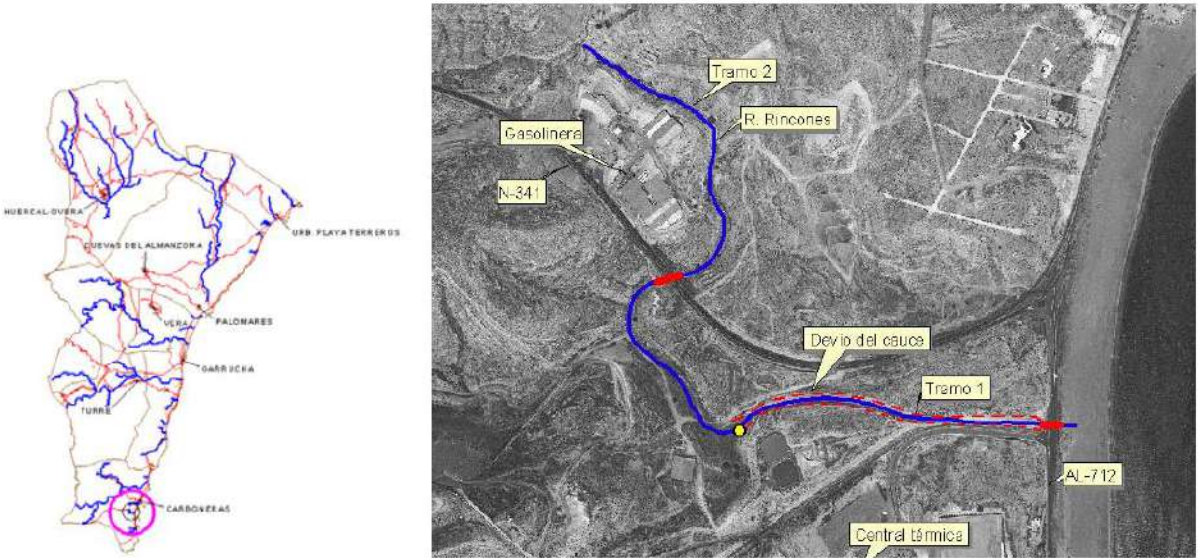 HUERCAL-OVERA
URB. PLAYA TERREROS
CUEVAS DEL ALMANZORA
VERA
PALOMARES
GARRUCHA
TURRE
CARBONERAS
Tramo 2
R. Rincones
Gasolinera
N-341
Devio del cauce
Tramo 1
AL-712
Central térmica